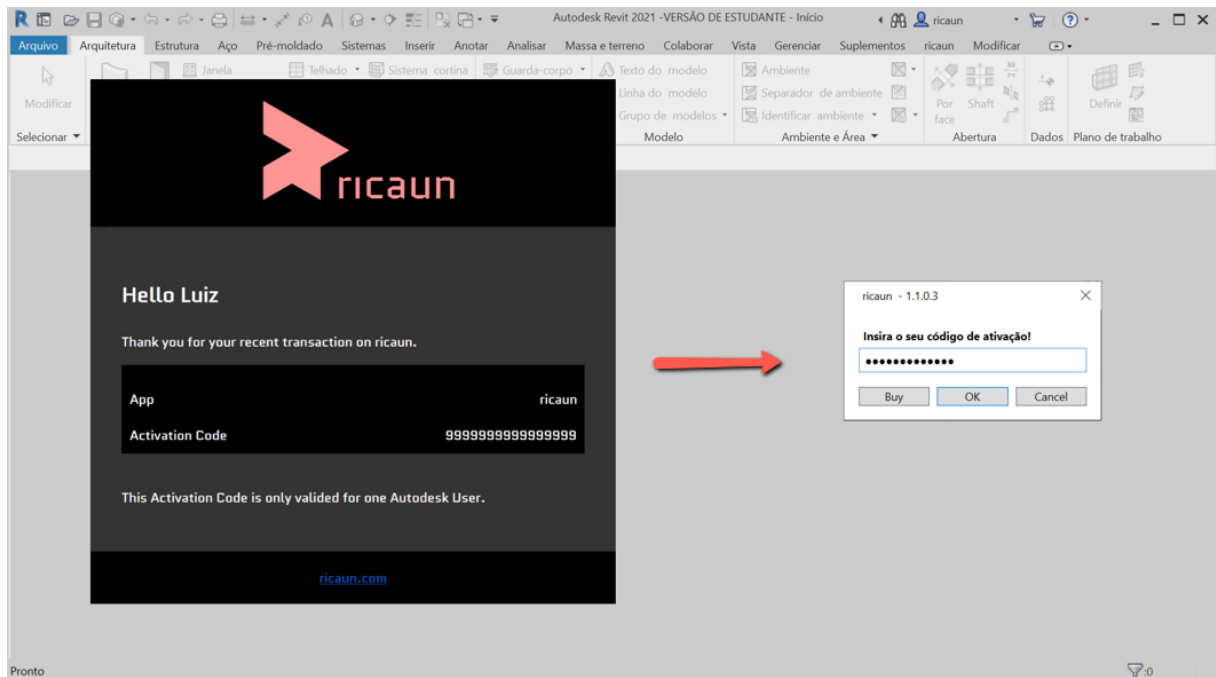 Autodesk Revit 2021 -VERSÃO DE ESTUDANTE - Início
ricaun
Arquivo Arquitetura Estrutura Aço Pré-moldado Sistemas Inserir Anotar Analisar Massa e terreno Colaborar Vista Gerenciar Suplementos ricaun Modificar
Janela Telhado Sistema cortina Guarda-corpo Texto do modelo Ambiente
Linha do modelo Separador de ambiente
Modificar Grupo de modelos Identificar ambiente Por face Shaft Definir
Selecionar Modelo Ambiente e Área Abertura Dados Plano de trabalho
ricaun
Hello Luiz
Thank you for your recent transaction on ricaun.
App ricaun
Activation Code 9999999999999999
This Activation Code is only valided for one Autodesk User.
ricaun.com
ricaun - 1.1.0.3
Insira o seu código de ativação!
Buy OK Cancel
Pronto
:0